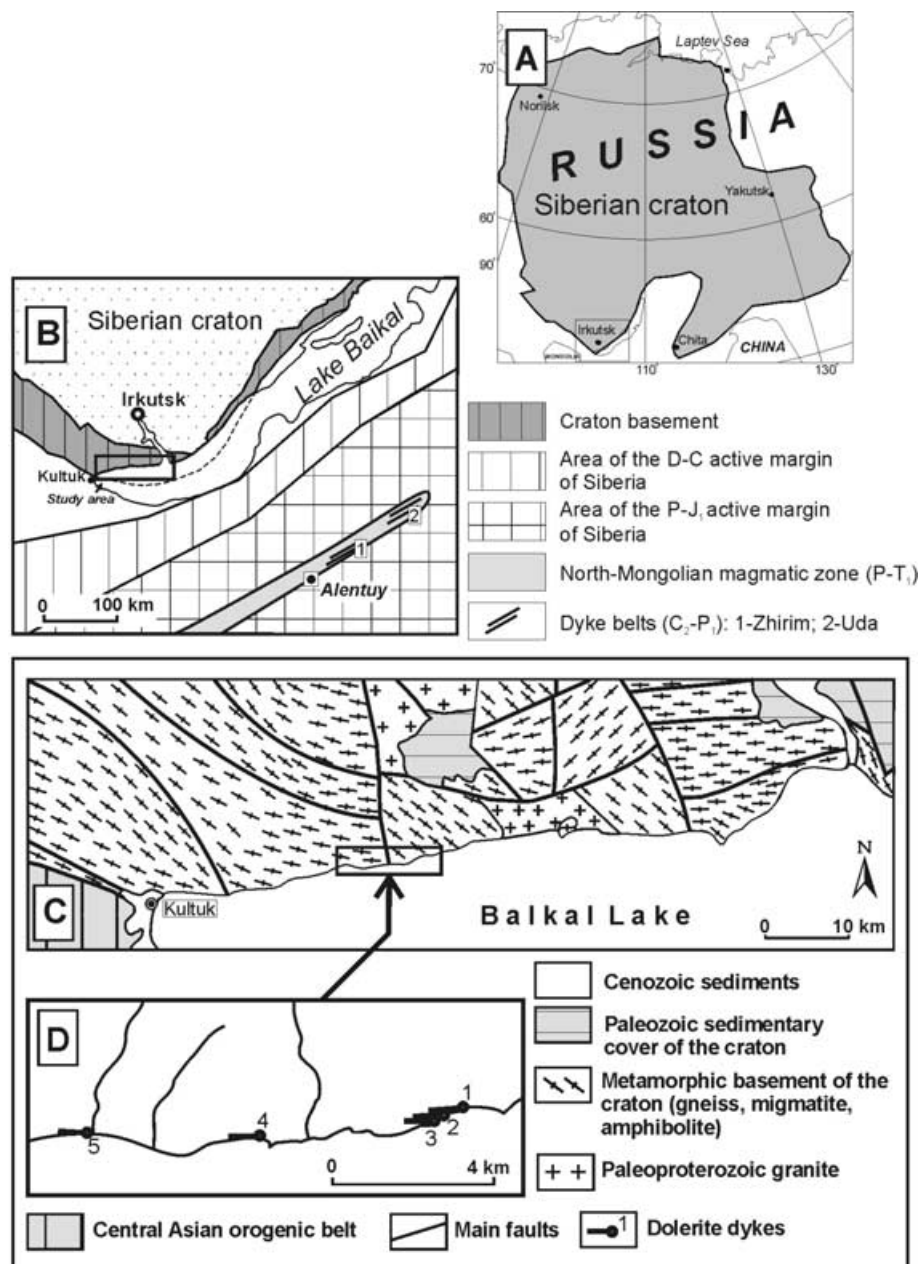 A
Laptev Sea
70°
Norilsk
RUSSIA
Siberian craton
Yakutsk
60°
90°
Irkutsk
Chita
MONGOLIA
CHINA
110°
130°
B
Siberian craton
Lake Baikal
Irkutsk
Kultuk
Study area
2
1
Alentuy
0 100 km
Craton basement
Area of the D-C active margin
of Siberia
Area of the P-J₁ active margin
of Siberia
North-Mongolian magmatic zone (P-T₁)
Dyke belts (C₂-P₁): 1-Zhirim; 2-Uda
C
Kultuk
Balkal Lake
N
0 10 km
D
1
2
3
4
5
0 4 km
Cenozoic sediments
Paleozoic sedimentary
cover of the craton
Metamorphic basement of the
craton (gneiss, migmatite,
amphibolite)
Paleoproterozoic granite
Central Asian orogenic belt
Main faults
1
Dolerite dykes